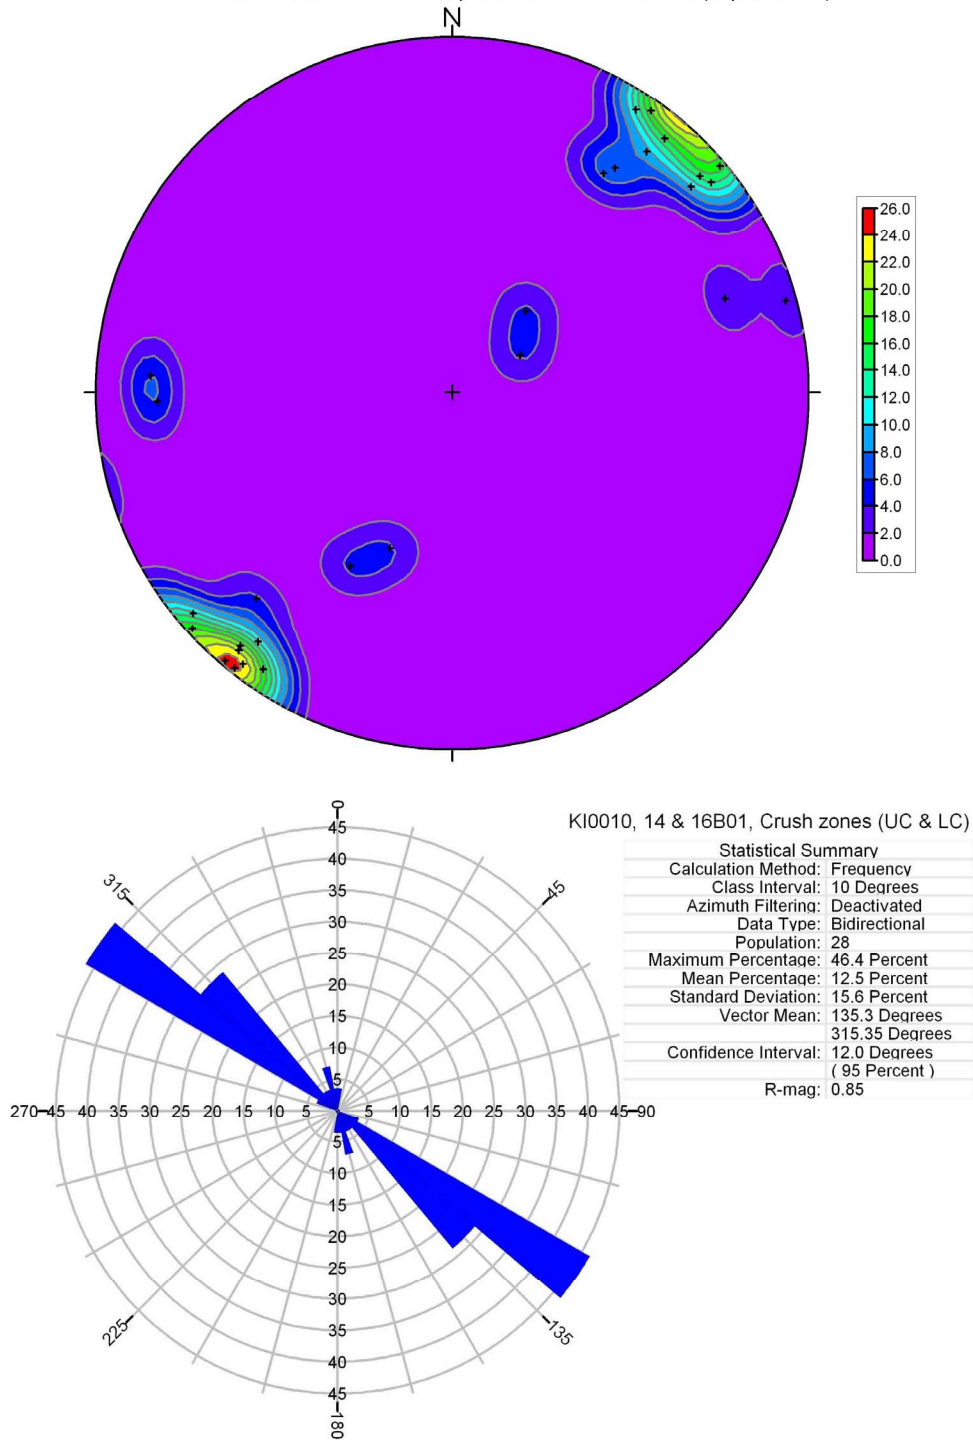 N
26.0
24.0
22.0
20.0
18.0
16.0
14.0
12.0
10.0
8.0
6.0
4.0
2.0
0.0
KI0010, 14 & 16B01, Crush zones (UC & LC)
Statistical Summary
Calculation Method: Frequency
Class Interval: 10 Degrees
Azimuth Filtering: Deactivated
Data Type: Bidirectional
Population: 28
Maximum Percentage: 46.4 Percent
Mean Percentage: 12.5 Percent
Standard Deviation: 15.6 Percent
Vector Mean: 135.3 Degrees
315.35 Degrees
Confidence Interval: 12.0 Degrees
( 95 Percent )
R-mag: 0.85
0
45
40
35
30
25
20
15
10
5
315
45
270 45 40 35 30 25 20 15 10 5 5 10 15 20 25 30 35 40 45 90
5
10
15
20
25
30
35
40
45
225
135
180